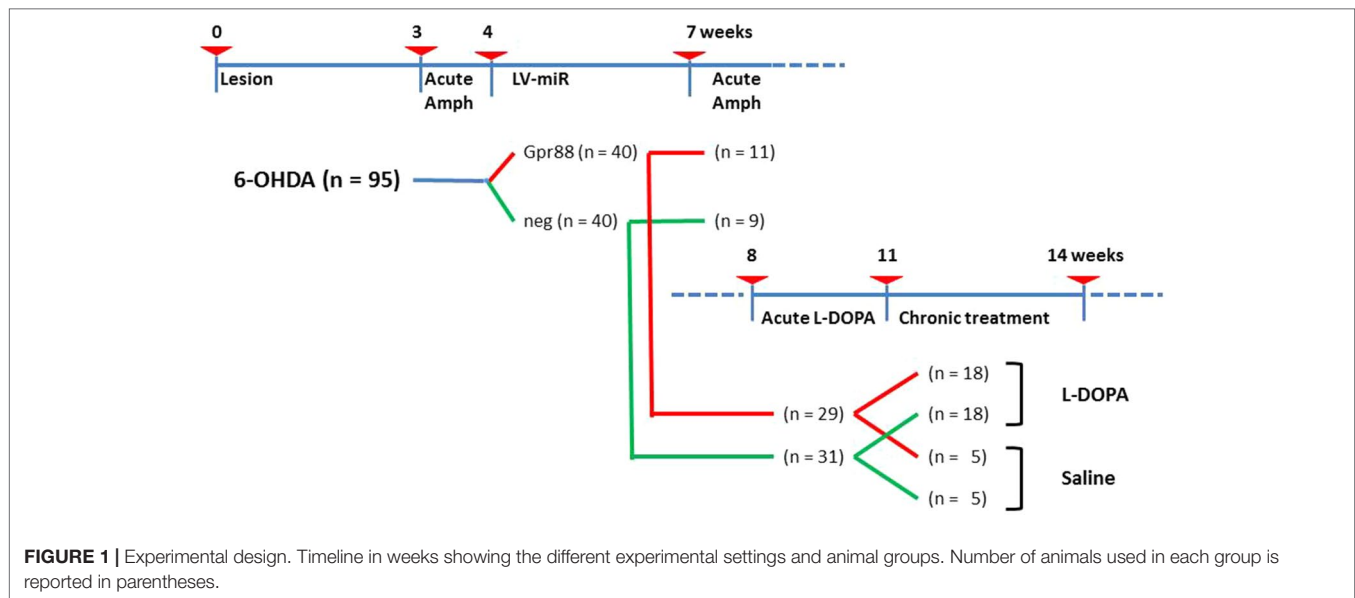 0 3 4 7 weeks
Lesion Acute Amph LV-miR Acute Amph
Gpr88 (n = 40) (n = 11)
6-OHDA (n = 95)
neg (n = 40) (n = 9)
8 11 14 weeks
Acute L-DOPA Chronic treatment
(n = 18)
L-DOPA
(n = 29)
(n = 18)
(n = 31)
(n = 5)
Saline
(n = 5)
FIGURE 1 | Experimental design. Timeline in weeks showing the different experimental settings and animal groups. Number of animals used in each group is
reported in parentheses.